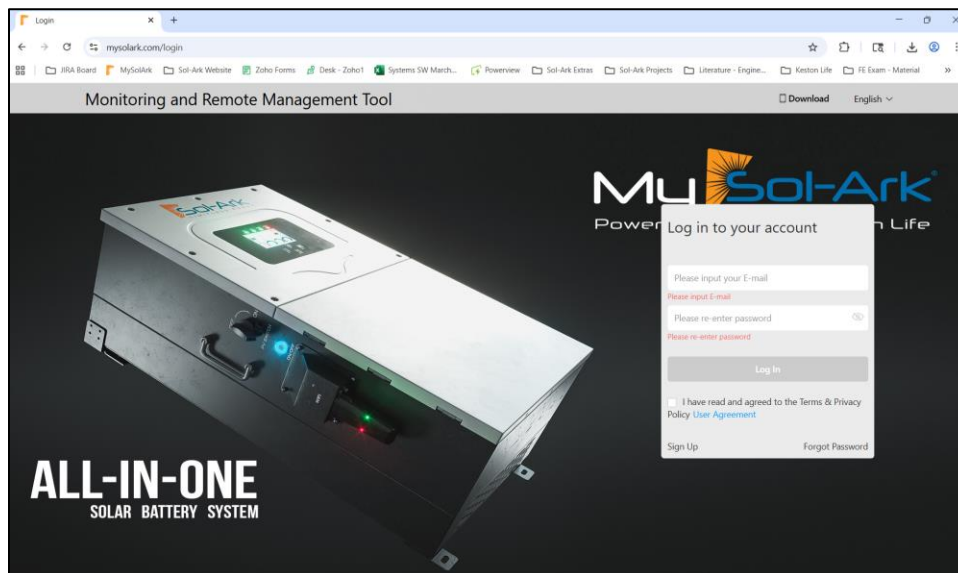 Login
mysolark.com/login
JIRA Board
MySolArk
Sol-Ark Website
Zoho Forms
Desk - Zoho1
Systems SW March...
Powerview
Sol-Ark Extras
Sol-Ark Projects
Literature - Engine...
Keston Life
FE Exam - Material
Monitoring and Remote Management Tool
Download
English
My Sol-Ark®
Power
n Life
Sol-Ark
Log in to your account
Please input your E-mail
Please input E-mail
Please re-enter password
Please re-enter password
Log In
I have read and agreed to the Terms & Privacy
Policy User Agreement
Sign Up
Forgot Password
ALL-IN-ONE
SOLAR BATTERY SYSTEM